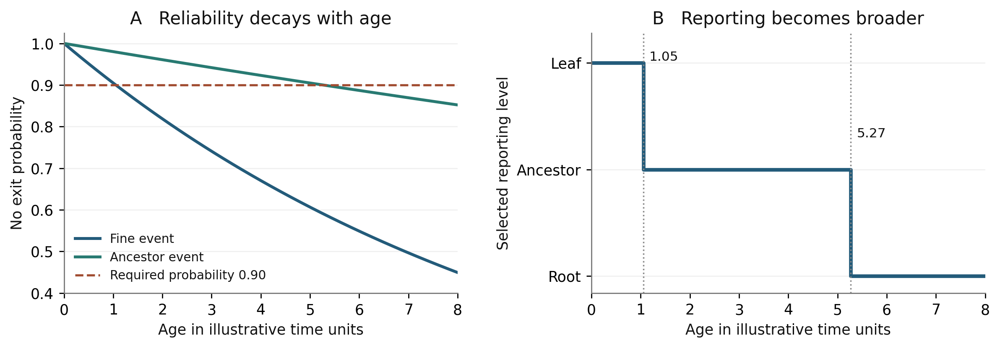 A   Reliability decays with age
No exit probability
1.0
0.9
0.8
0.7
0.6
0.5
0.4
Fine event
Ancestor event
Required probability 0.90
0 1 2 3 4 5 6 7 8
Age in illustrative time units
B   Reporting becomes broader
Selected reporting level
Leaf
Ancestor
Root
1.05
5.27
0 1 2 3 4 5 6 7 8
Age in illustrative time units